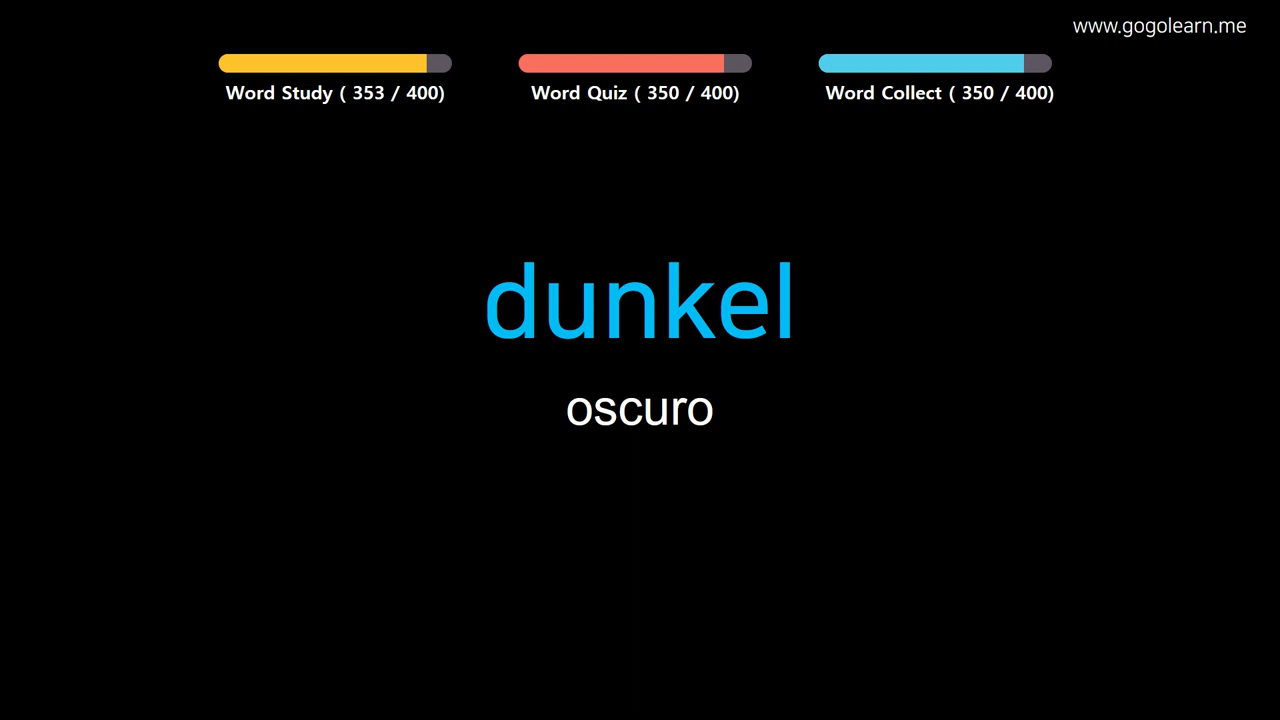 www.gogolearn.me
Word Study ( 353 / 400)
Word Quiz ( 350 / 400)
Word Collect ( 350 / 400)
dunkel
oscuro